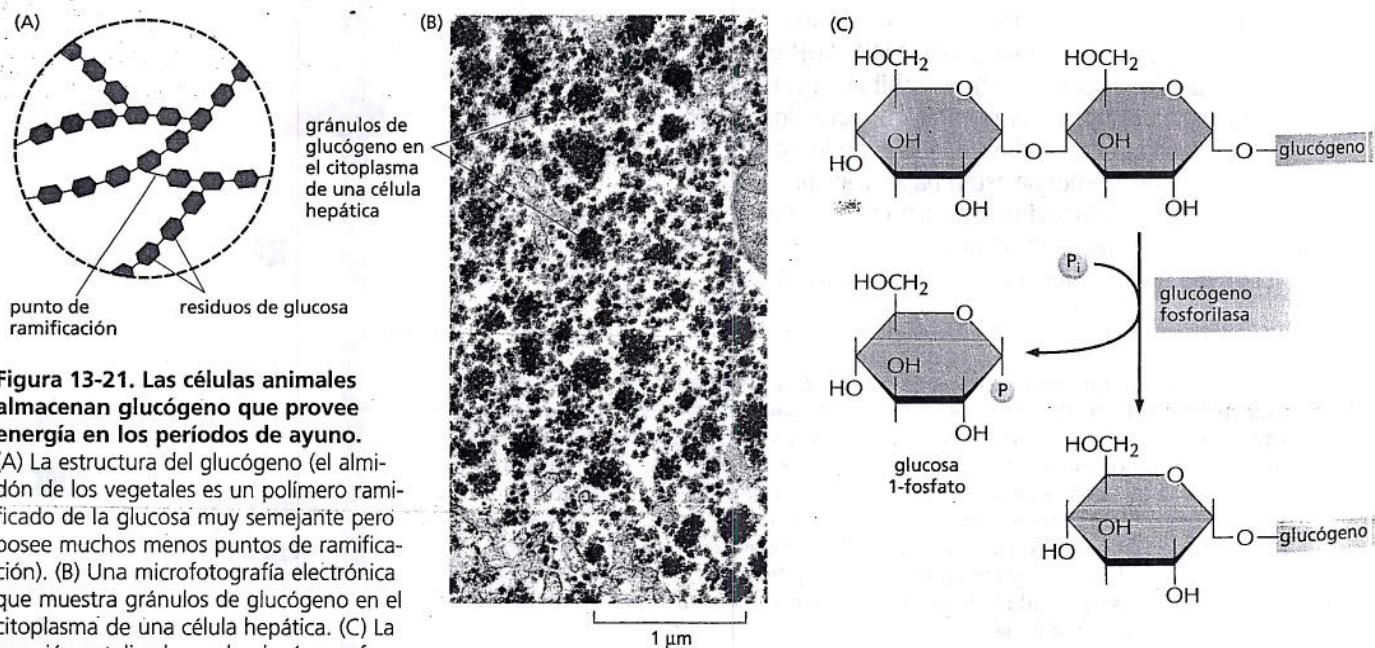 (A)
punto de
ramificación
residuos de glucosa
(B)
gránulos de
glucógeno en
el citoplasma
de una célula
hepática
1 μm
(C)
HOCH2
O
OH
HO
OH
O
HOCH2
O
OH
OH
O
glucógeno
Pi
glucógeno
fosforilasa
HOCH2
O
OH
HO
P
OH
glucosa
1-fosfato
HOCH2
O
OH
HO
OH
O
glucógeno
Figura 13-21. Las células animales
almacenan glucógeno que provee
energía en los períodos de ayuno.
(A) La estructura del glucógeno (el almi-
dón de los vegetales es un polímero rami-
ficado de la glucosa muy semejante pero
posee muchos menos puntos de ramifica-
ción). (B) Una microfotografía electrónica
que muestra gránulos de glucógeno en el
citoplasma de una célula hepática. (C) La